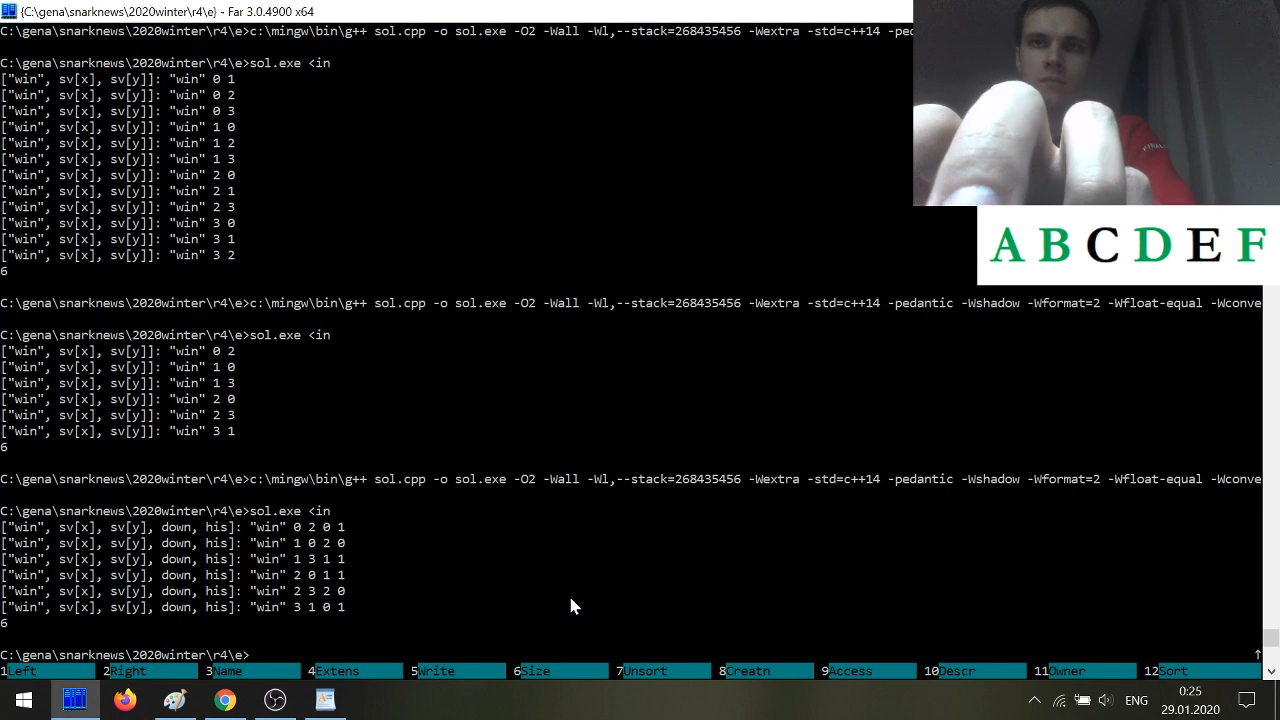 {C:\gena\snarknews\2020winter\r4\e} - Far 3.0.4900 x64
C:\gena\snarknews\2020winter\r4\e>c:\mingw\bin\g++ sol.cpp -o sol.exe -O2 -Wall -Wl,--stack=268435456 -Wextra -std=c++14 -ped
C:\gena\snarknews\2020winter\r4\e>sol.exe <in
["win", sv[x], sv[y]]: "win" 0 1
["win", sv[x], sv[y]]: "win" 0 2
["win", sv[x], sv[y]]: "win" 0 3
["win", sv[x], sv[y]]: "win" 1 0
["win", sv[x], sv[y]]: "win" 1 2
["win", sv[x], sv[y]]: "win" 1 3
["win", sv[x], sv[y]]: "win" 2 0
["win", sv[x], sv[y]]: "win" 2 1
["win", sv[x], sv[y]]: "win" 2 3
["win", sv[x], sv[y]]: "win" 3 0
["win", sv[x], sv[y]]: "win" 3 1
["win", sv[x], sv[y]]: "win" 3 2
6
A B C D E F
C:\gena\snarknews\2020winter\r4\e>c:\mingw\bin\g++ sol.cpp -o sol.exe -O2 -Wall -Wl,--stack=268435456 -Wextra -std=c++14 -pedantic -Wshadow -Wformat=2 -Wfloat-equal -Wconve
C:\gena\snarknews\2020winter\r4\e>sol.exe <in
["win", sv[x], sv[y]]: "win" 0 2
["win", sv[x], sv[y]]: "win" 1 0
["win", sv[x], sv[y]]: "win" 1 3
["win", sv[x], sv[y]]: "win" 2 0
["win", sv[x], sv[y]]: "win" 2 3
["win", sv[x], sv[y]]: "win" 3 1
6
C:\gena\snarknews\2020winter\r4\e>c:\mingw\bin\g++ sol.cpp -o sol.exe -O2 -Wall -Wl,--stack=268435456 -Wextra -std=c++14 -pedantic -Wshadow -Wformat=2 -Wfloat-equal -Wconve
C:\gena\snarknews\2020winter\r4\e>sol.exe <in
["win", sv[x], sv[y], down, his]: "win" 0 2 0 1
["win", sv[x], sv[y], down, his]: "win" 1 0 2 0
["win", sv[x], sv[y], down, his]: "win" 1 3 1 1
["win", sv[x], sv[y], down, his]: "win" 2 0 1 1
["win", sv[x], sv[y], down, his]: "win" 2 3 2 0
["win", sv[x], sv[y], down, his]: "win" 3 1 0 1
6
C:\gena\snarknews\2020winter\r4\e>
1Left 2Right 3Name 4Extens 5Write 6Size 7Unsort 8Creatn 9Access 10Descr 11Owner 12Sort
ENG
0:25
29.01.2020